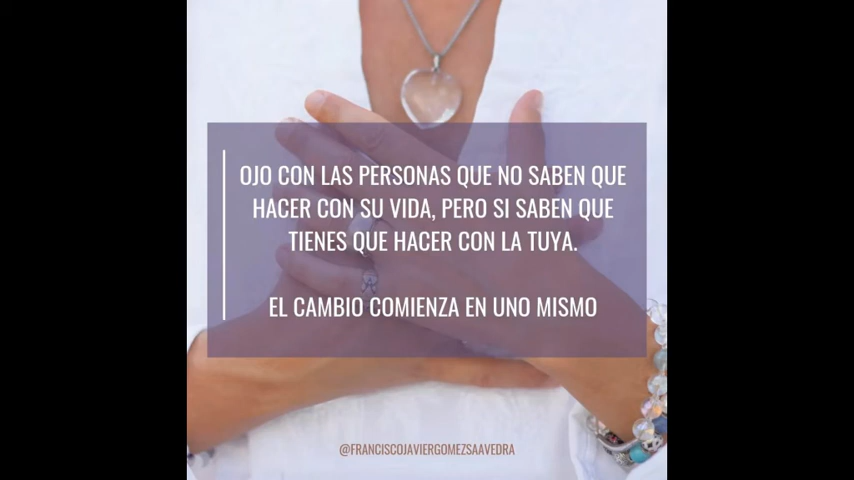 OJO CON LAS PERSONAS QUE NO SABEN QUE
HACER CON SU VIDA, PERO SI SABEN QUE
TIENES QUE HACER CON LA TUYA.
EL CAMBIO COMIENZA EN UNO MISMO
@FRANCISCOJAVIERGOMEZSAAVEDRA